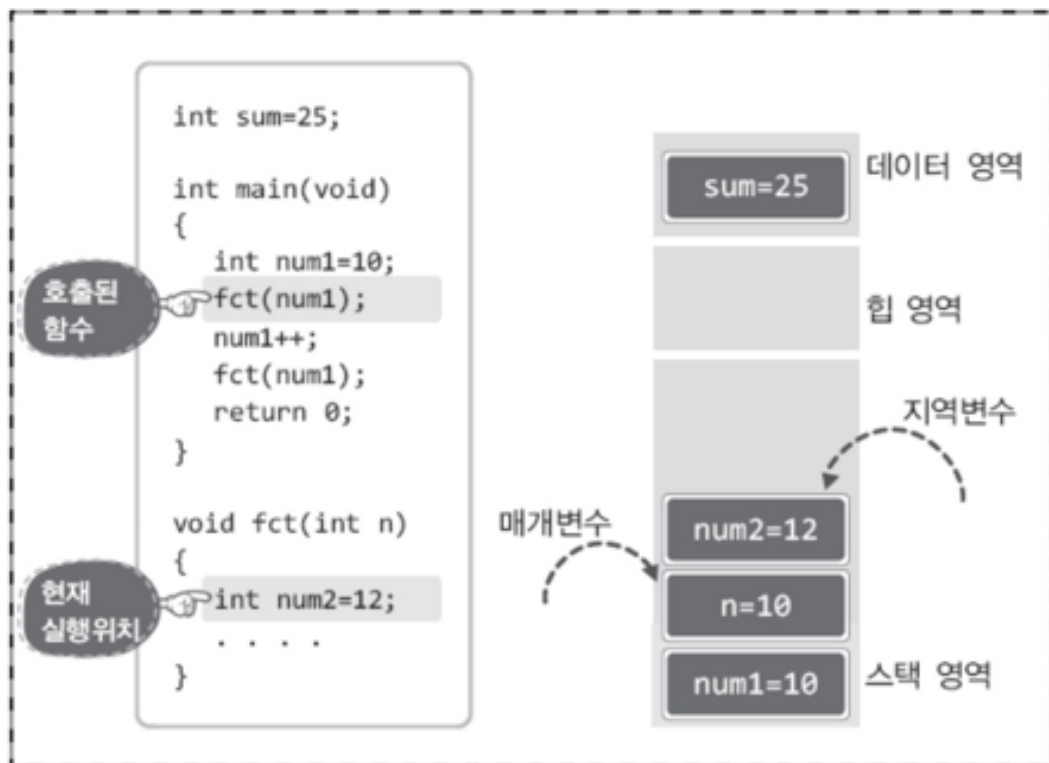 int sum=25;
int main(void)
{
int num1=10;
fct(num1);
num1++;
fct(num1);
return 0;
}
void fct(int n)
{
int num2=12;
. . . .
}
호출된
함수
현재
실행위치
sum=25
데이터 영역
힙 영역
지역변수
매개변수
num2=12
n=10
num1=10
스택 영역